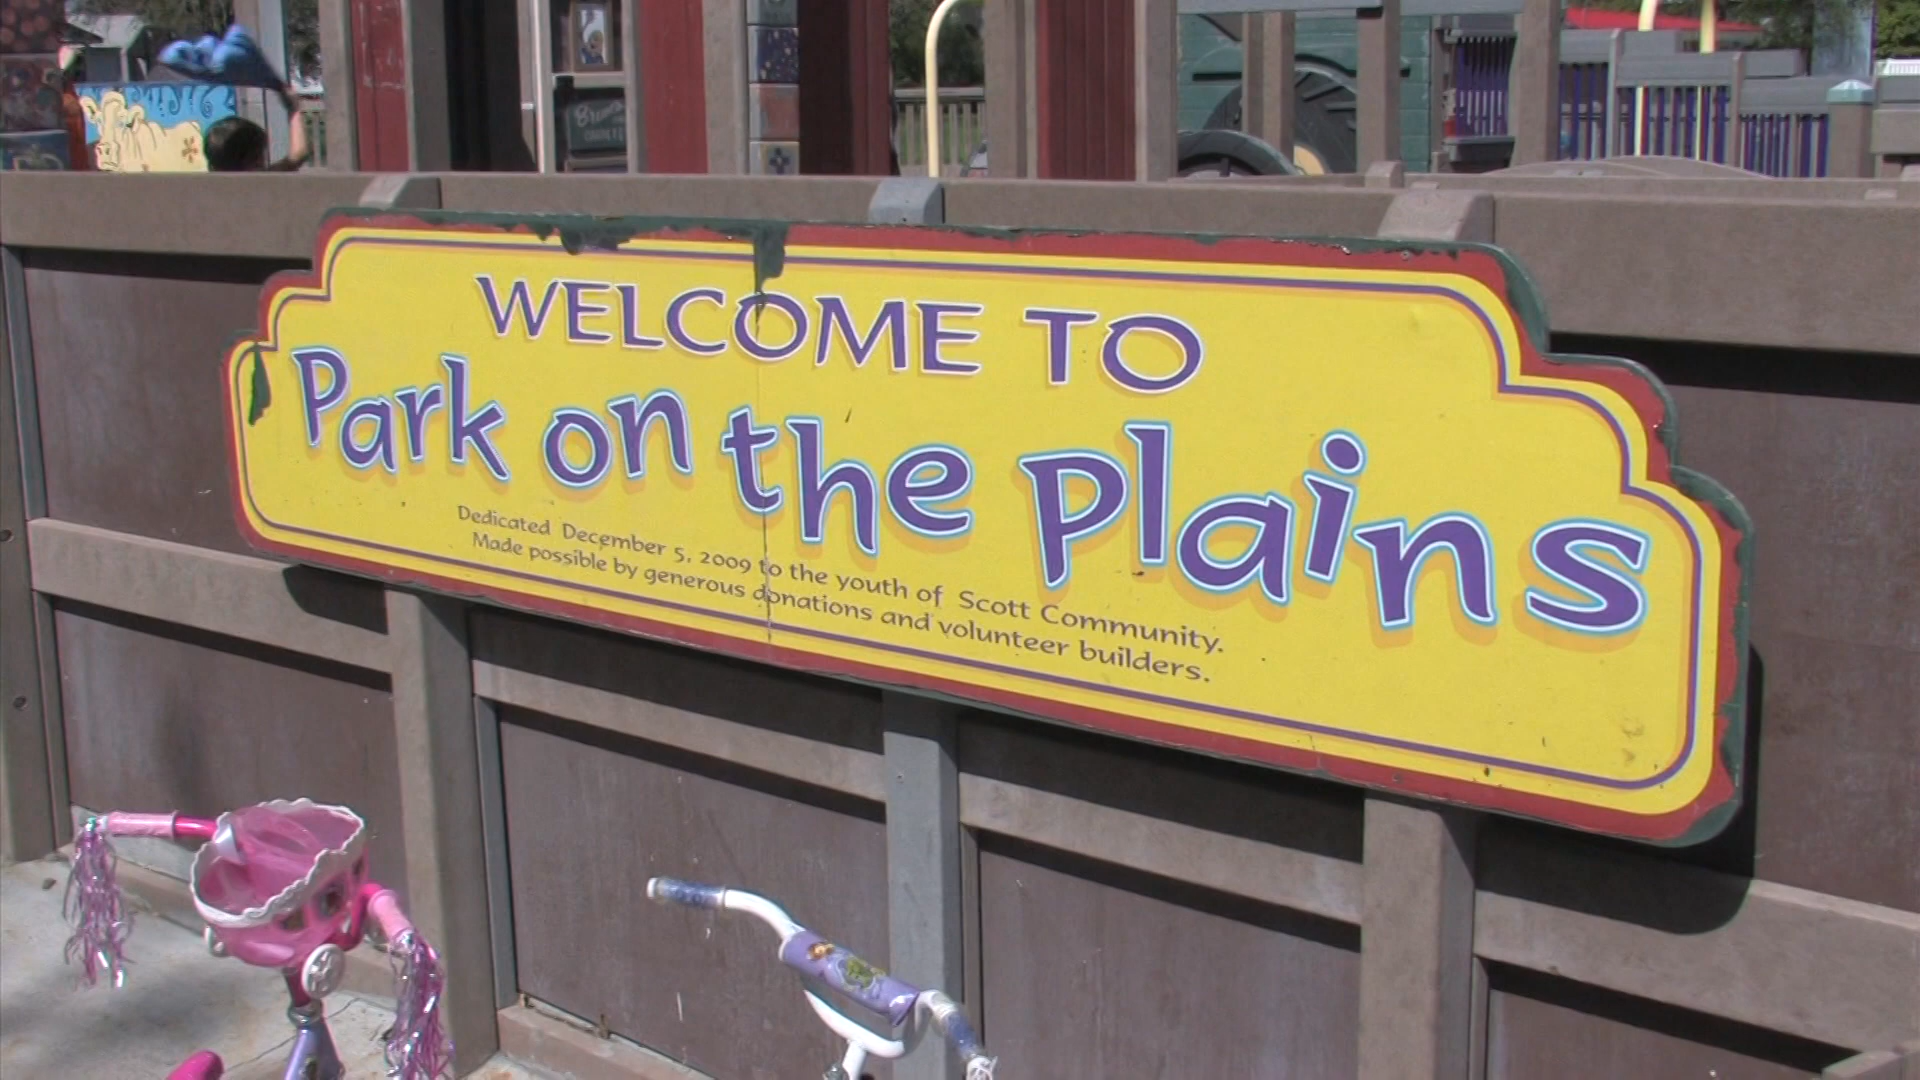 WELCOME TO
Park on the Plains
Dedicated December 5, 2009 to the youth of Scott Community.
Made possible by generous donations and volunteer builders.